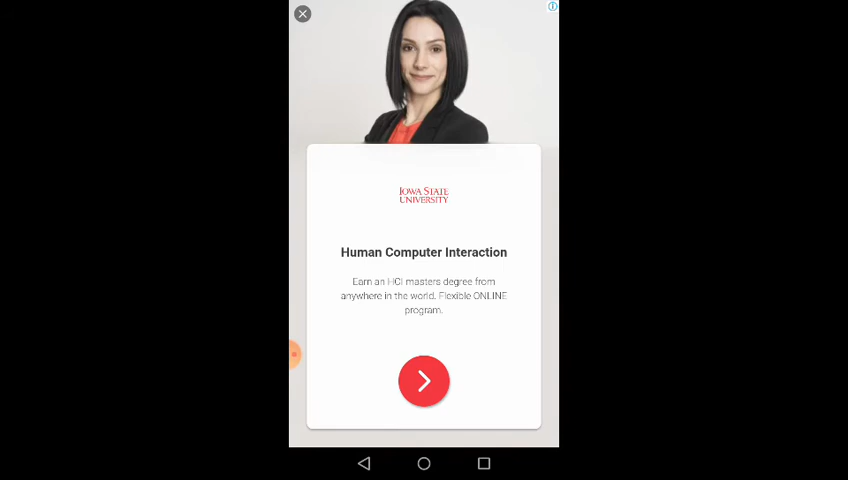 IOWA STATE
UNIVERSITY
Human Computer Interaction
Earn an HCI masters degree from
anywhere in the world. Flexible ONLINE
program.